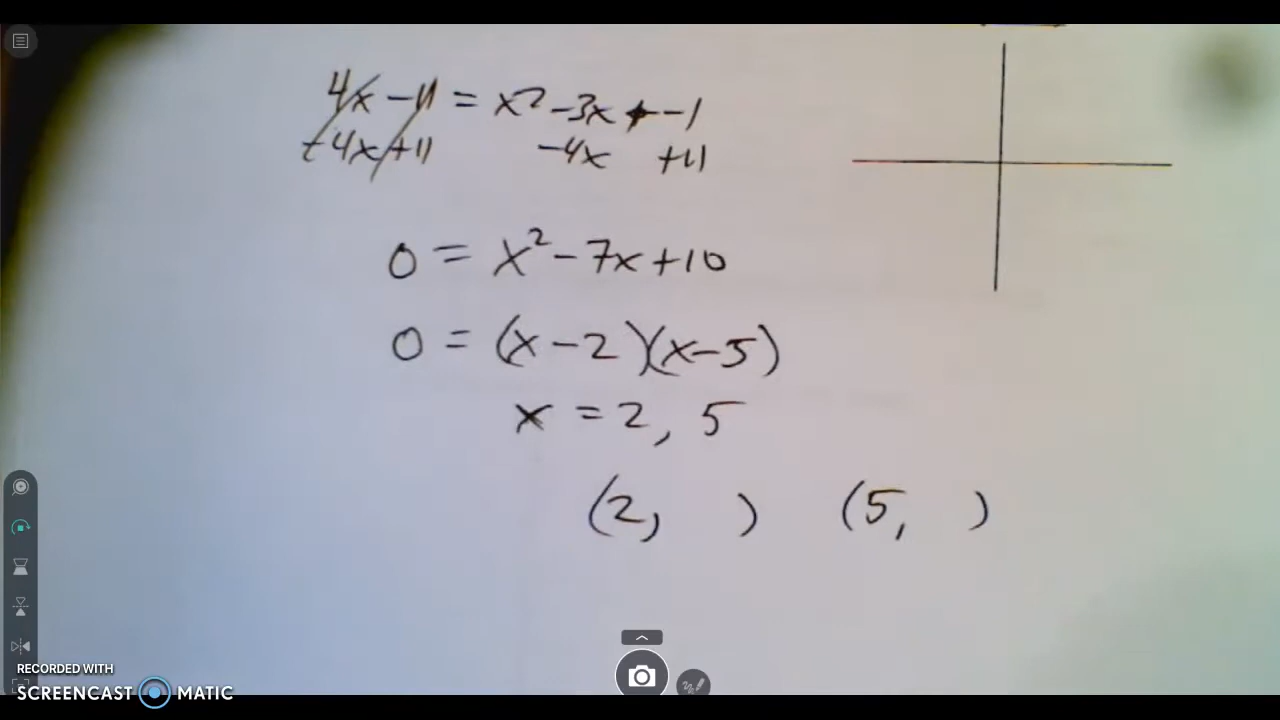 4x - 11 = x² - 3x + -1
-4x + 11 -4x +11
0 = x² - 7x + 10
0 = (x - 2)(x - 5)
x = 2, 5
(2, ) (5, )
RECORDED WITH
SCREENCAST MATIC